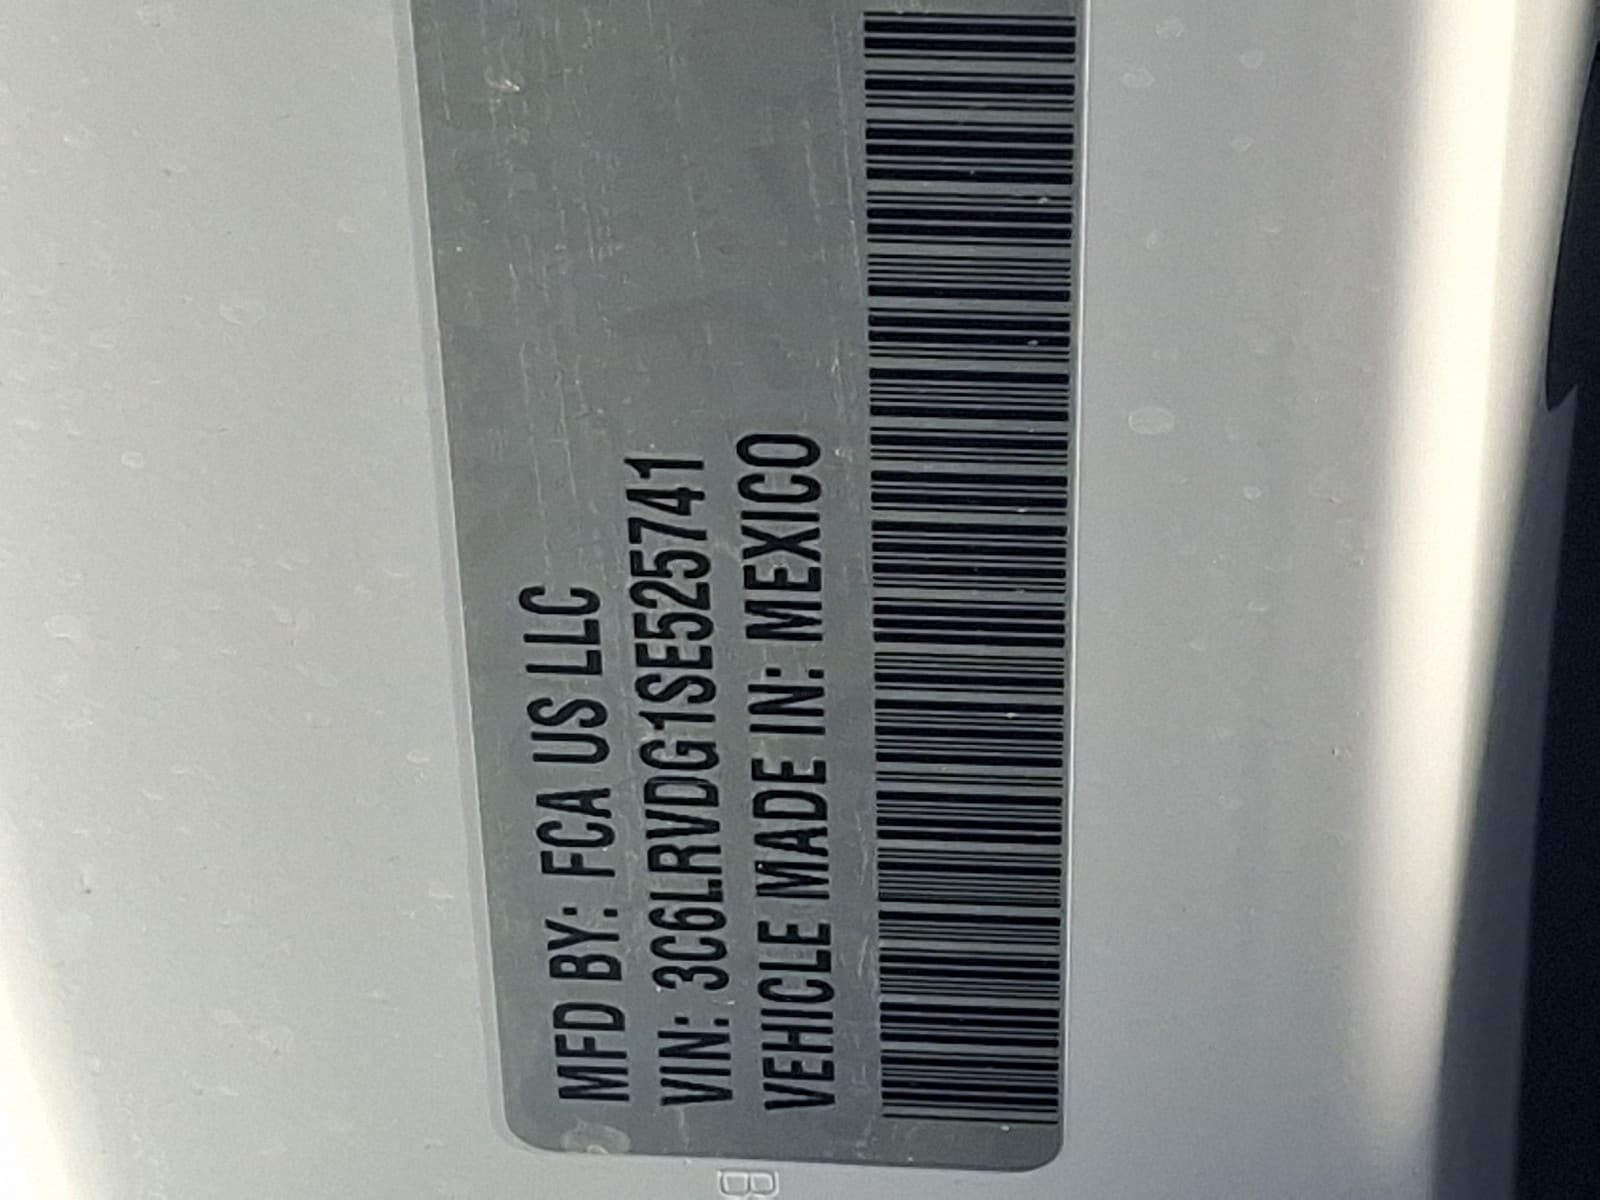 MFD BY: FCA US LLC
VIN: 3C6LRVDG1SE525741
VEHICLE MADE IN: MEXICO
B